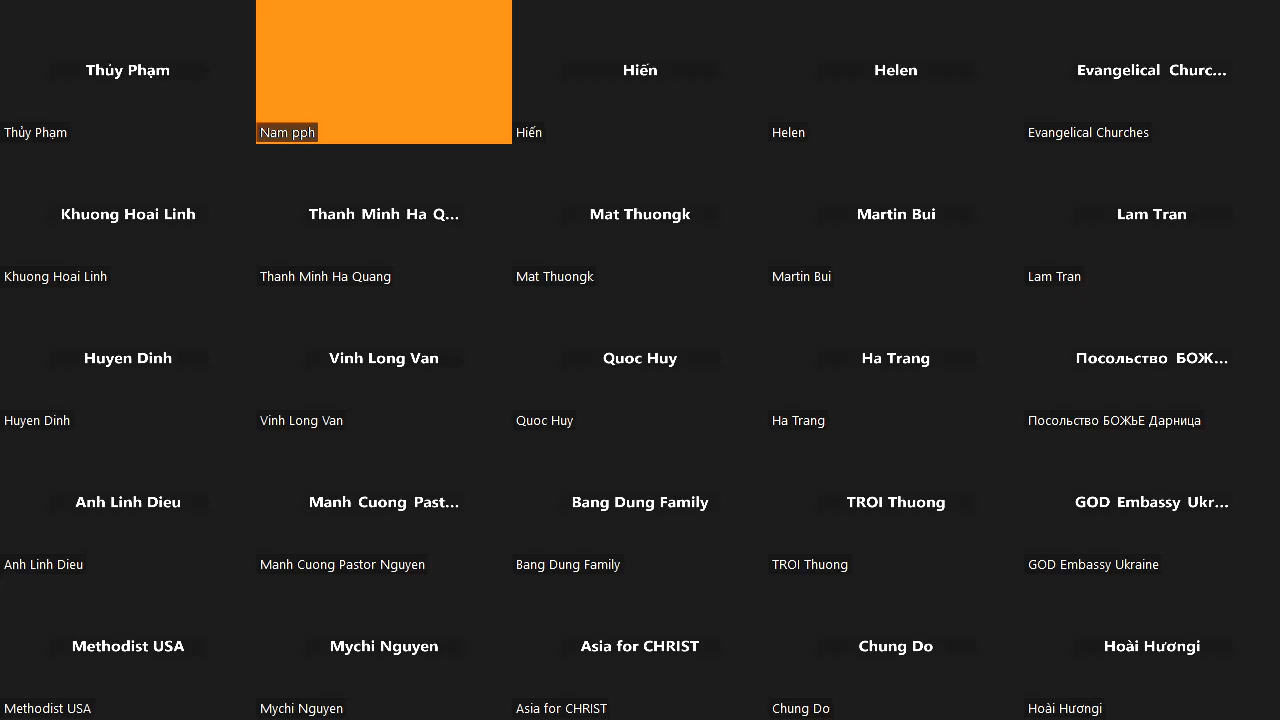 Thủy Phạm
Hiến
Helen
Evangelical Churc...
Thủy Phạm
Nam pph
Hiến
Helen
Evangelical Churches
Khuong Hoai Linh
Thanh Minh Ha Q...
Mat Thuongk
Martin Bui
Lam Tran
Khuong Hoai Linh
Thanh Minh Ha Quang
Mat Thuongk
Martin Bui
Lam Tran
Huyen Dinh
Vinh Long Van
Quoc Huy
Ha Trang
Посольство БОЖ...
Huyen Dinh
Vinh Long Van
Quoc Huy
Ha Trang
Посольство БОЖЬЕ Дарница
Anh Linh Dieu
Manh Cuong Past...
Bang Dung Family
TROI Thuong
GOD Embassy Ukr...
Anh Linh Dieu
Manh Cuong Pastor Nguyen
Bang Dung Family
TROI Thuong
GOD Embassy Ukraine
Methodist USA
Mychi Nguyen
Asia for CHRIST
Chung Do
Hoài Hươngi
Methodist USA
Mychi Nguyen
Asia for CHRIST
Chung Do
Hoài Hươngi